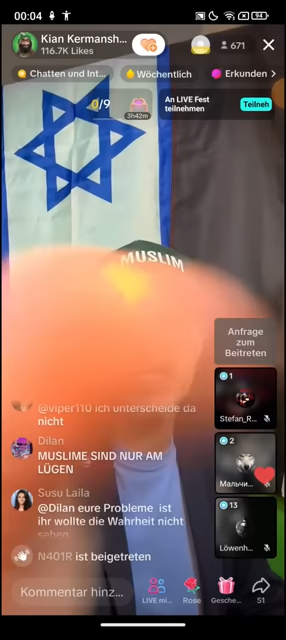 00:04
94
Kian Kermansh...
116.7K Likes
671
Chatten und Int...
Wöchentlich
Erkunden
0/9
3h42m
An LIVE Fest
teilnehmen
Teilneh
MUSLIM
Anfrage
zum
Beitreten
1
Stefan_R...
2
Мальчи...
13
Löwenh...
@viper110 ich unterscheide da
nicht
Dilan
MUSLIME SIND NUR AM
LÜGEN
Susu Laila
@Dilan eure Probleme ist
ihr wollte die Wahrheit nicht
sehen
N401R ist beigetreten
Kommentar hinz...
LIVE mi...
Rose
Gesche...
51